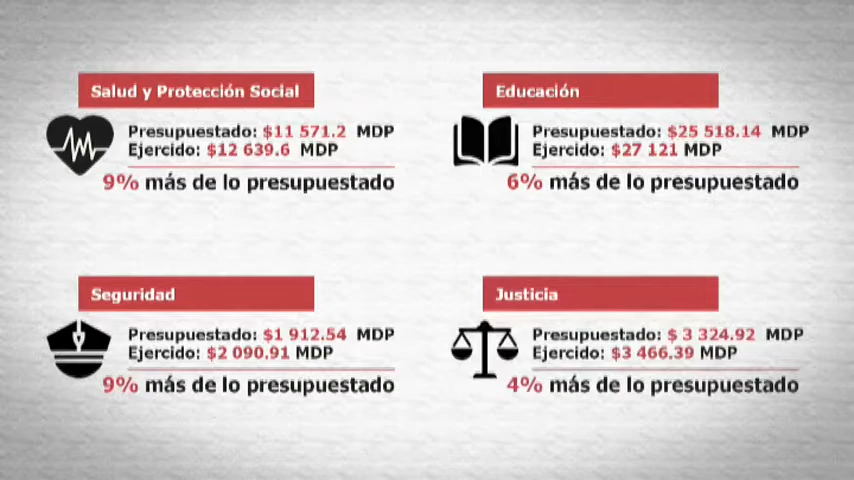 Salud y Protección Social
Presupuestado: $11 571.2 MDP
Ejercido: $12 639.6 MDP
9% más de lo presupuestado
Educación
Presupuestado: $25 518.14 MDP
Ejercido: $27 121 MDP
6% más de lo presupuestado
Seguridad
Presupuestado: $1 912.54 MDP
Ejercido: $2 090.91 MDP
9% más de lo presupuestado
Justicia
Presupuestado: $ 3 324.92 MDP
Ejercido: $3 466.39 MDP
4% más de lo presupuestado